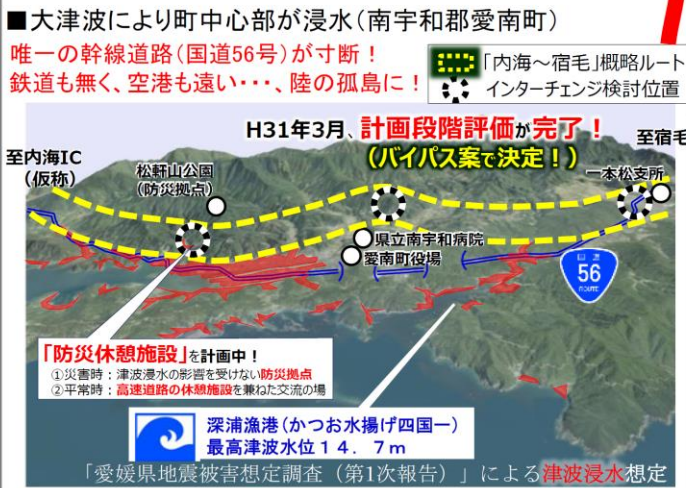 ■大津波により町中心部が浸水(南宇和郡愛南町)
唯一の幹線道路(国道56号)が寸断！
鉄道も無く、空港も遠い・・・、陸の孤島に！
「内海～宿毛」概略ルート
インターチェンジ検討位置
H31年3月、計画段階評価が完了！
(バイパス案で決定！)
至内海IC
(仮称)
松軒山公園
(防災拠点)
至宿毛
一本松支所
県立南宇和病院
愛南町役場
国道
56
ROUTE
「防災休憩施設」を計画中！
①災害時：津波浸水の影響を受けない防災拠点
②平常時：高速道路の休憩施設を兼ねた交流の場
深浦漁港(かつお水揚げ四国一)
最高津波水位１４．７ｍ
「愛媛県地震被害想定調査（第1次報告）」による津波浸水想定